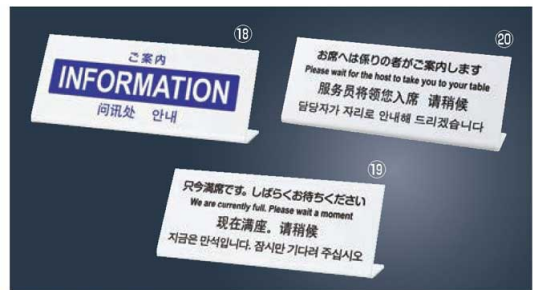 ⑱
ご案内
INFORMATION
问讯处 안내
⑳
お席へは係りの者がご案内します
Please wait for the host to take you to your table
服务员将领您入席 请稍候
담당자가 자리로 안내해 드리겠습니다
⑲
只今満席です。しばらくお待ちください
We are currently full. Please wait a moment
现在满座。请稍候
지금은 만석입니다. 잠시만 기다려 주십시오